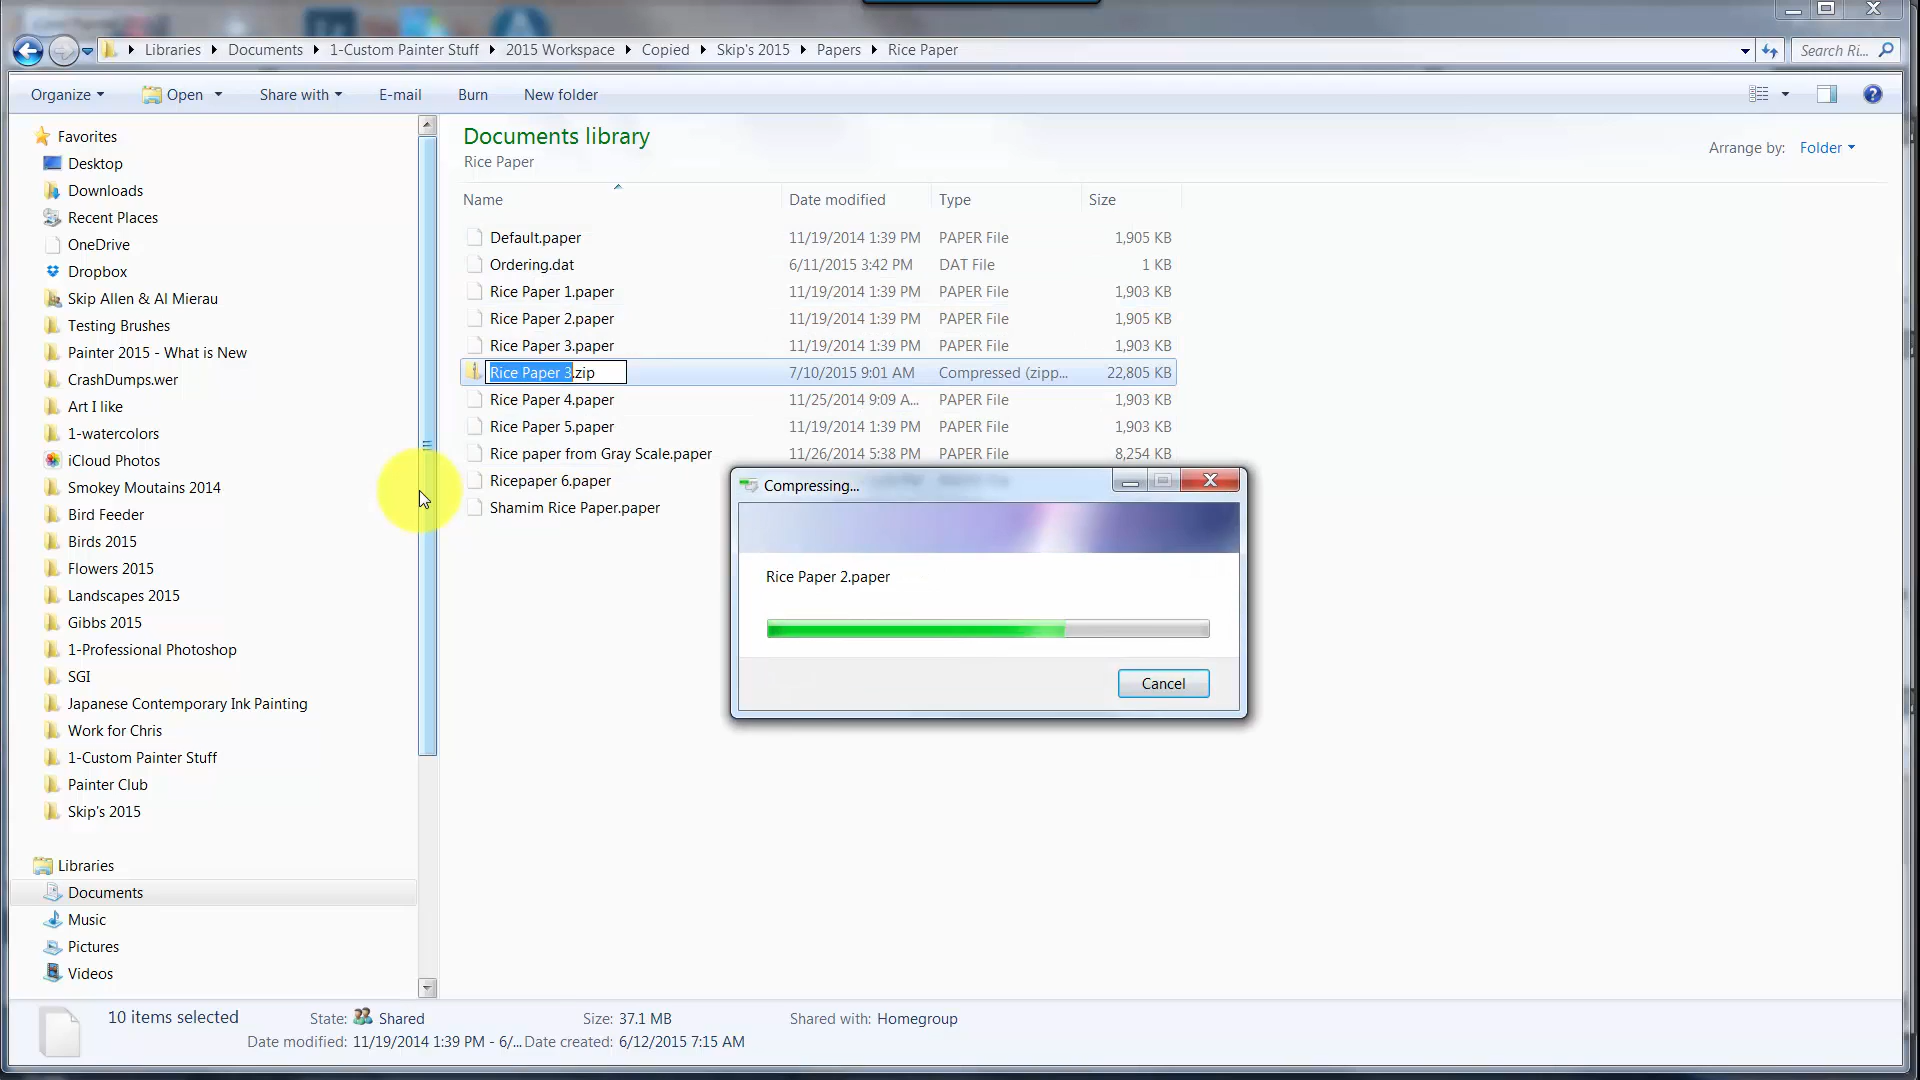 Libraries Documents 1-Custom Painter Stuff 2015 Workspace Copied Skip's 2015 Papers Rice Paper Search Ri...
Organize Open Share with E-mail Burn New folder
Favorites
Desktop
Downloads
Recent Places
OneDrive
Dropbox
Skip Allen & Al Mierau
Testing Brushes
Painter 2015 - What is New
CrashDumps.wer
Art I like
1-watercolors
iCloud Photos
Smokey Moutains 2014
Bird Feeder
Birds 2015
Flowers 2015
Landscapes 2015
Gibbs 2015
1-Professional Photoshop
SGI
Japanese Contemporary Ink Painting
Work for Chris
1-Custom Painter Stuff
Painter Club
Skip's 2015
Libraries
Documents
Music
Pictures
Videos
Documents library
Rice Paper
Arrange by: Folder
Name Date modified Type Size
Default.paper 11/19/2014 1:39 PM PAPER File 1,905 KB
Ordering.dat 6/11/2015 3:42 PM DAT File 1 KB
Rice Paper 1.paper 11/19/2014 1:39 PM PAPER File 1,903 KB
Rice Paper 2.paper 11/19/2014 1:39 PM PAPER File 1,905 KB
Rice Paper 3.paper 11/19/2014 1:39 PM PAPER File 1,903 KB
Rice Paper 3.zip 7/10/2015 9:01 AM Compressed (zipp... 22,805 KB
Rice Paper 4.paper 11/25/2014 9:09 A... PAPER File 1,903 KB
Rice Paper 5.paper 11/19/2014 1:39 PM PAPER File 1,903 KB
Rice paper from Gray Scale.paper 11/26/2014 5:38 PM PAPER File 8,254 KB
Ricepaper 6.paper
Shamim Rice Paper.paper
Compressing...
Rice Paper 2.paper
Cancel
10 items selected State: Shared Size: 37.1 MB Shared with: Homegroup
Date modified: 11/19/2014 1:39 PM - 6/... Date created: 6/12/2015 7:15 AM